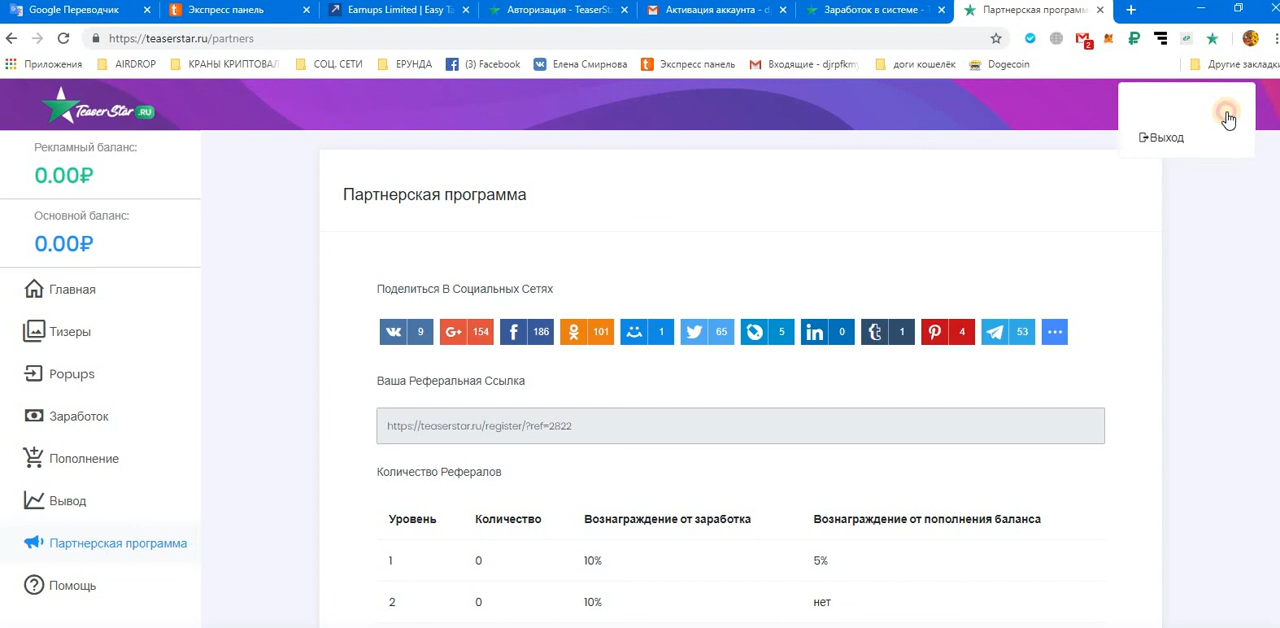 Google Переводчик
Экспресс панель
Earnups Limited | Easy Ta
Авторизация - TeaserSt
Активация аккаунта - d
Заработок в системе -
Партнерская программ
https://teaserstar.ru/partners
2
Приложения
AIRDROP
КРАНЫ КРИПТОВАЛ
СОЦ. СЕТИ
ЕРУНДА
(3) Facebook
Елена Смирнова
Экспресс панель
Входящие - djrpfkm
доги кошелёк
Dogecoin
Другие закладки
TeaserStar .RU
Выход
Рекламный баланс:
0.00₽
Основной баланс:
0.00₽
Главная
Тизеры
Popups
Заработок
Пополнение
Вывод
Партнерская программа
Помощь
Партнерская программа
Поделиться В Социальных Сетях
9 154 186 101 1 65 5 0 1 4 53
Ваша Реферальная Ссылка
https://teaserstar.ru/register/?ref=2822
Количество Рефералов
Уровень Количество Вознаграждение от заработка Вознаграждение от пополнения баланса
1 0 10% 5%
2 0 10% нет